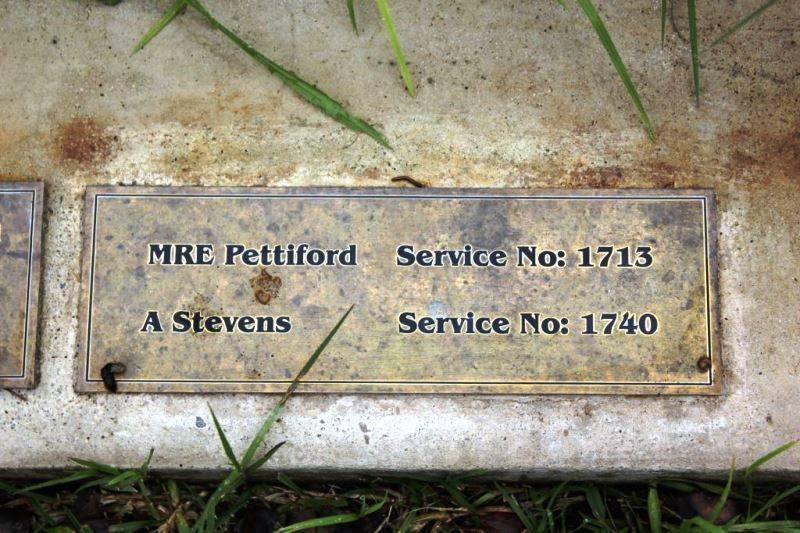 MRE Pettiford Service No: 1713
A Stevens Service No: 1740